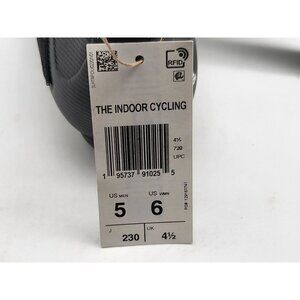 RFID
THE INDOOR CYCLING
4½
720
UPC
1 95737 91025 5
US MEN
5
US WMN
6
J
230
UK
4½